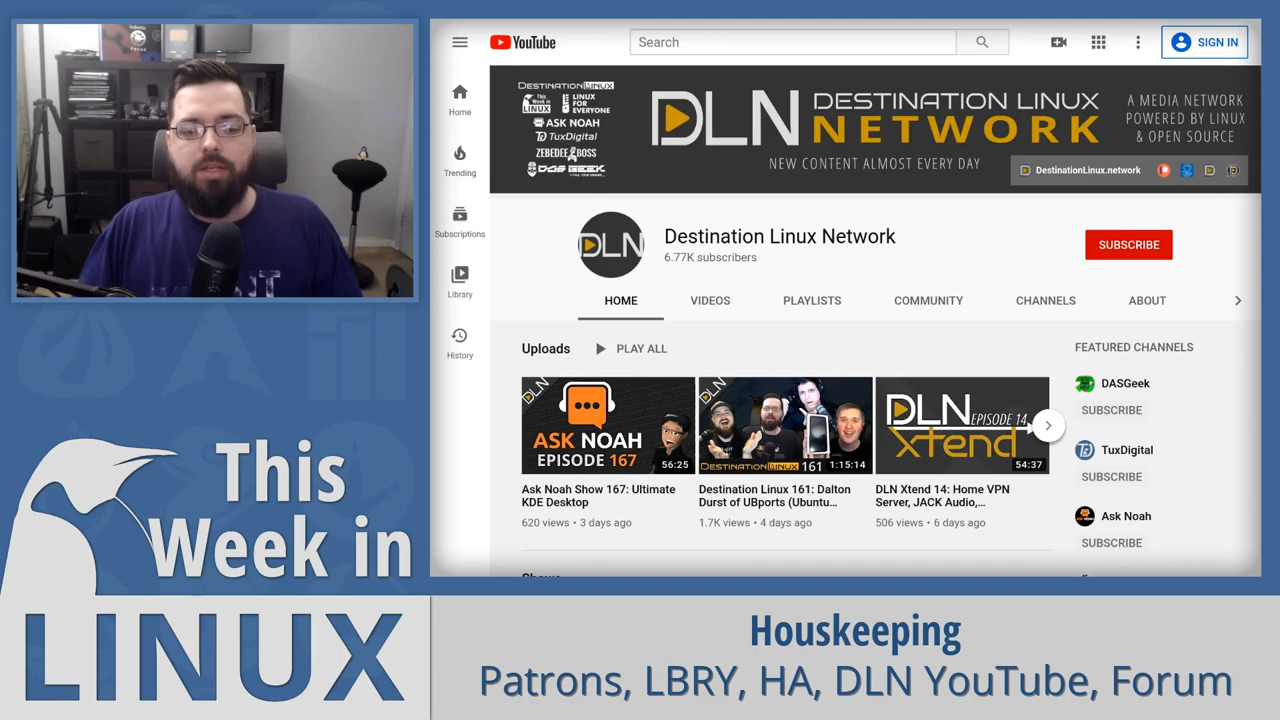 YouTube
Search
SIGN IN
Home
Trending
Subscriptions
Library
History
DESTINATION LINUX
This Week in LINUX
LINUX FOR EVERYONE
ASK NOAH
TuxDigital
ZEBEDEE BOSS
DAS GEEK
DLN DESTINATION LINUX NETWORK
NEW CONTENT ALMOST EVERY DAY
A MEDIA NETWORK
POWERED BY LINUX
& OPEN SOURCE
DestinationLinux.network
DLN
Destination Linux Network
6.77K subscribers
SUBSCRIBE
HOME VIDEOS PLAYLISTS COMMUNITY CHANNELS ABOUT
Uploads PLAY ALL
DLN
ASK NOAH
EPISODE 167
56:25
Ask Noah Show 167: Ultimate
KDE Desktop
620 views • 3 days ago
DLN
DESTINATION LINUX 161
1:15:14
Destination Linux 161: Dalton
Durst of UBports (Ubuntu…
1.7K views • 4 days ago
DLN EPISODE 14
Xtend
54:37
DLN Xtend 14: Home VPN
Server, JACK Audio,…
506 views • 6 days ago
FEATURED CHANNELS
DASGeek
SUBSCRIBE
TuxDigital
SUBSCRIBE
Ask Noah
SUBSCRIBE
This
Week in
LINUX
Houskeeping
Patrons, LBRY, HA, DLN YouTube, Forum